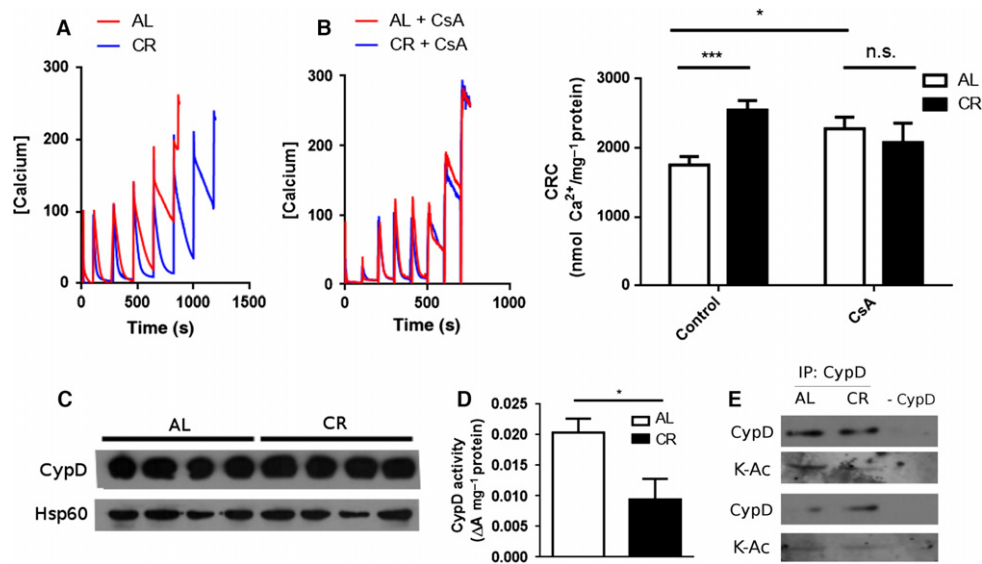 A
AL
CR
[Calcium]
300
200
100
0
0
500
1000
1500
Time (s)
B
AL + CsA
CR + CsA
[Calcium]
300
200
100
0
0
500
1000
Time (s)
*
***
n.s.
AL
CR
CRC
(nmol Ca²⁺/mg⁻¹protein)
3000
2000
1000
0
Control
CsA
C
AL
CR
CypD
Hsp60
D
*
AL
CR
CypD activity
(ΔA mg⁻¹ protein)
0.025
0.020
0.015
0.010
0.005
0.000
E
IP: CypD
AL CR - CypD
CypD
K-Ac
CypD
K-Ac